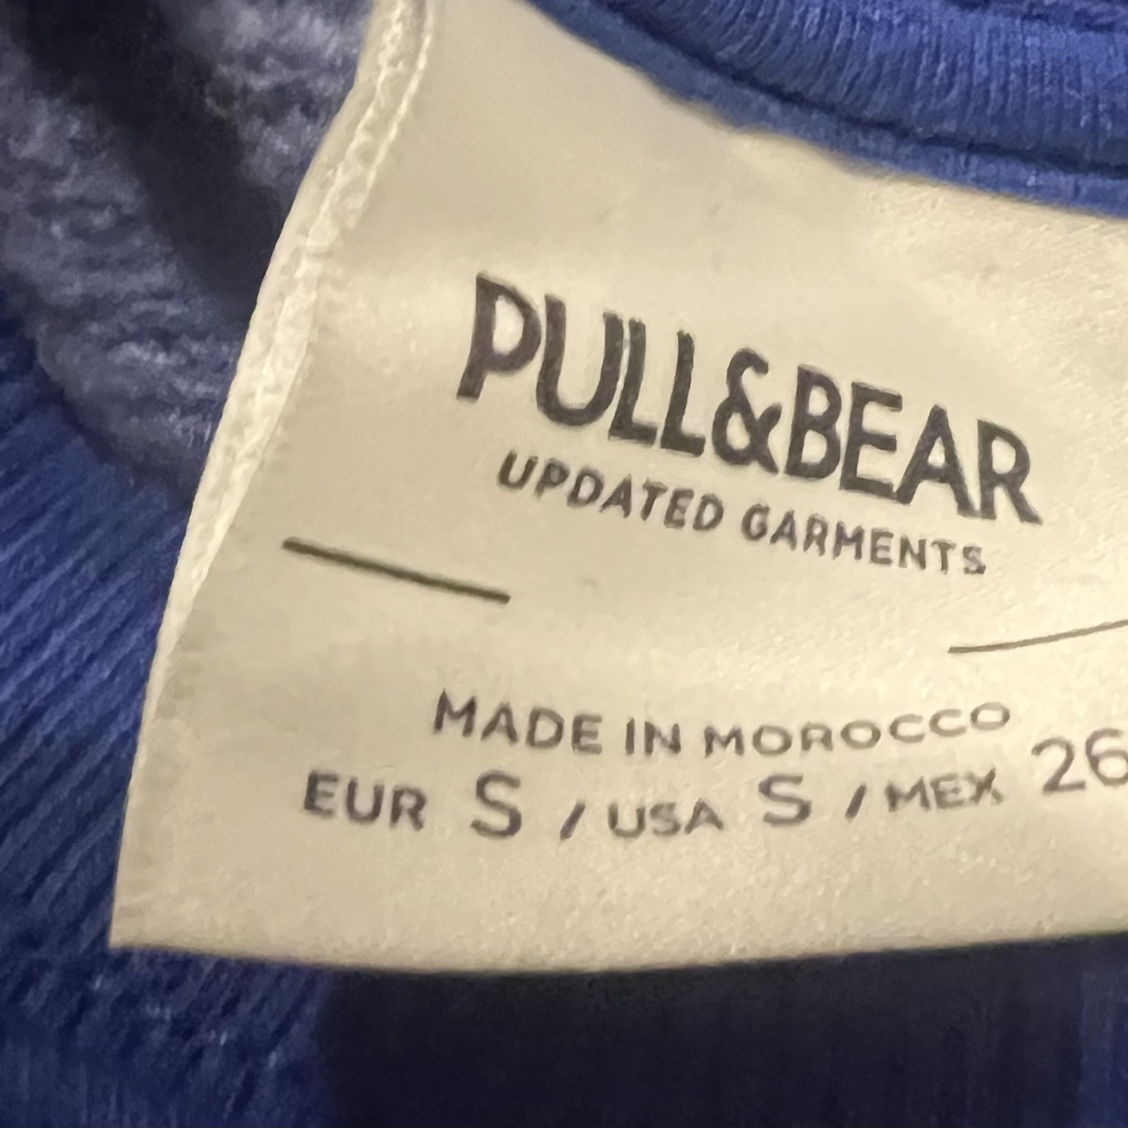 PULL&BEAR
UPDATED GARMENTS
MADE IN MOROCCO
EUR S / USA S / MEX 26